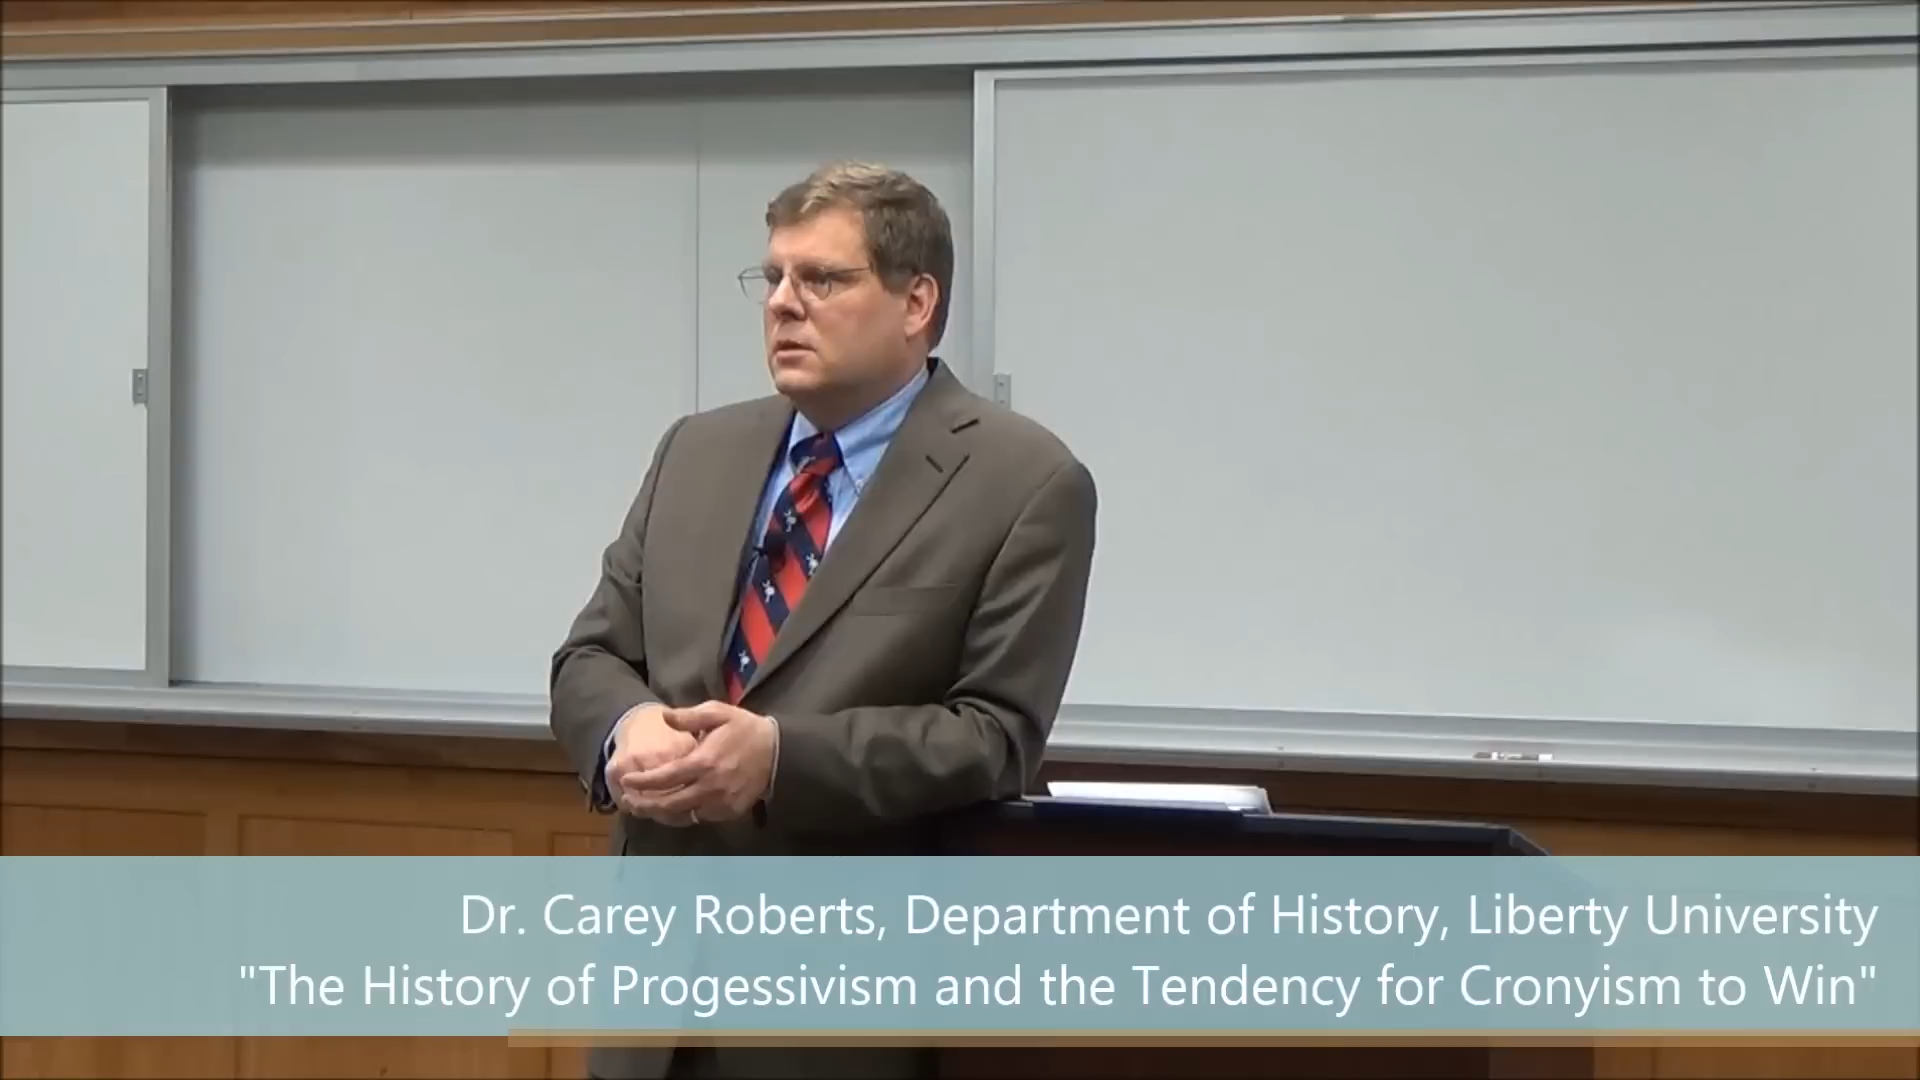 Dr. Carey Roberts, Department of History, Liberty University
"The History of Progessivism and the Tendency for Cronyism to Win"